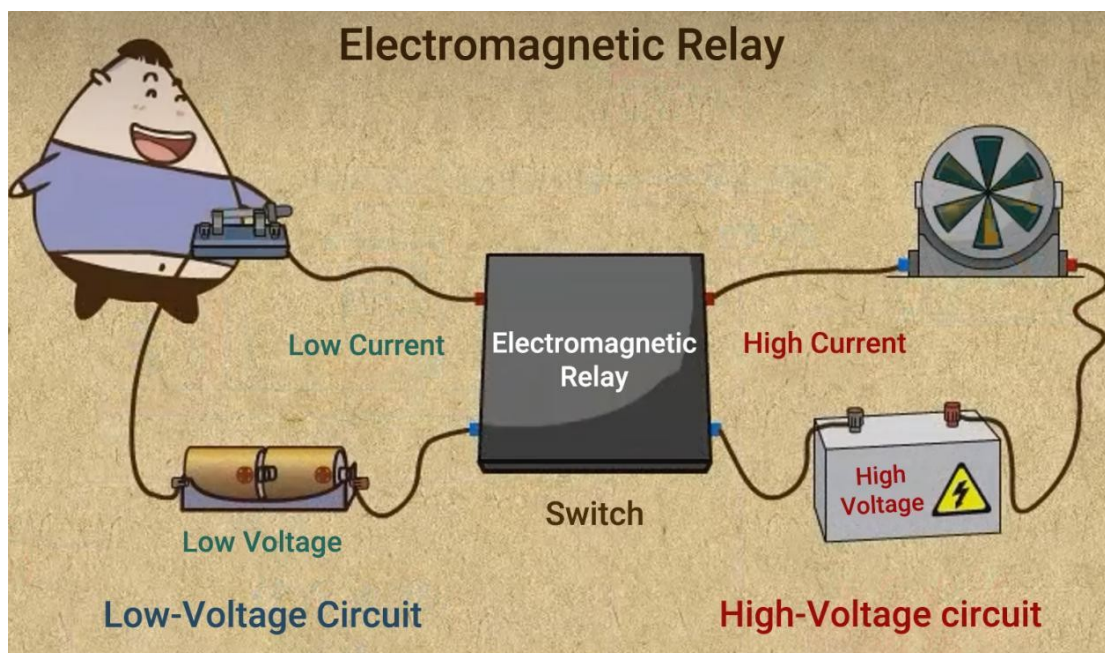 Electromagnetic Relay
Low Current
Electromagnetic
Relay
High Current
High
Voltage
Switch
Low Voltage
Low-Voltage Circuit
High-Voltage circuit